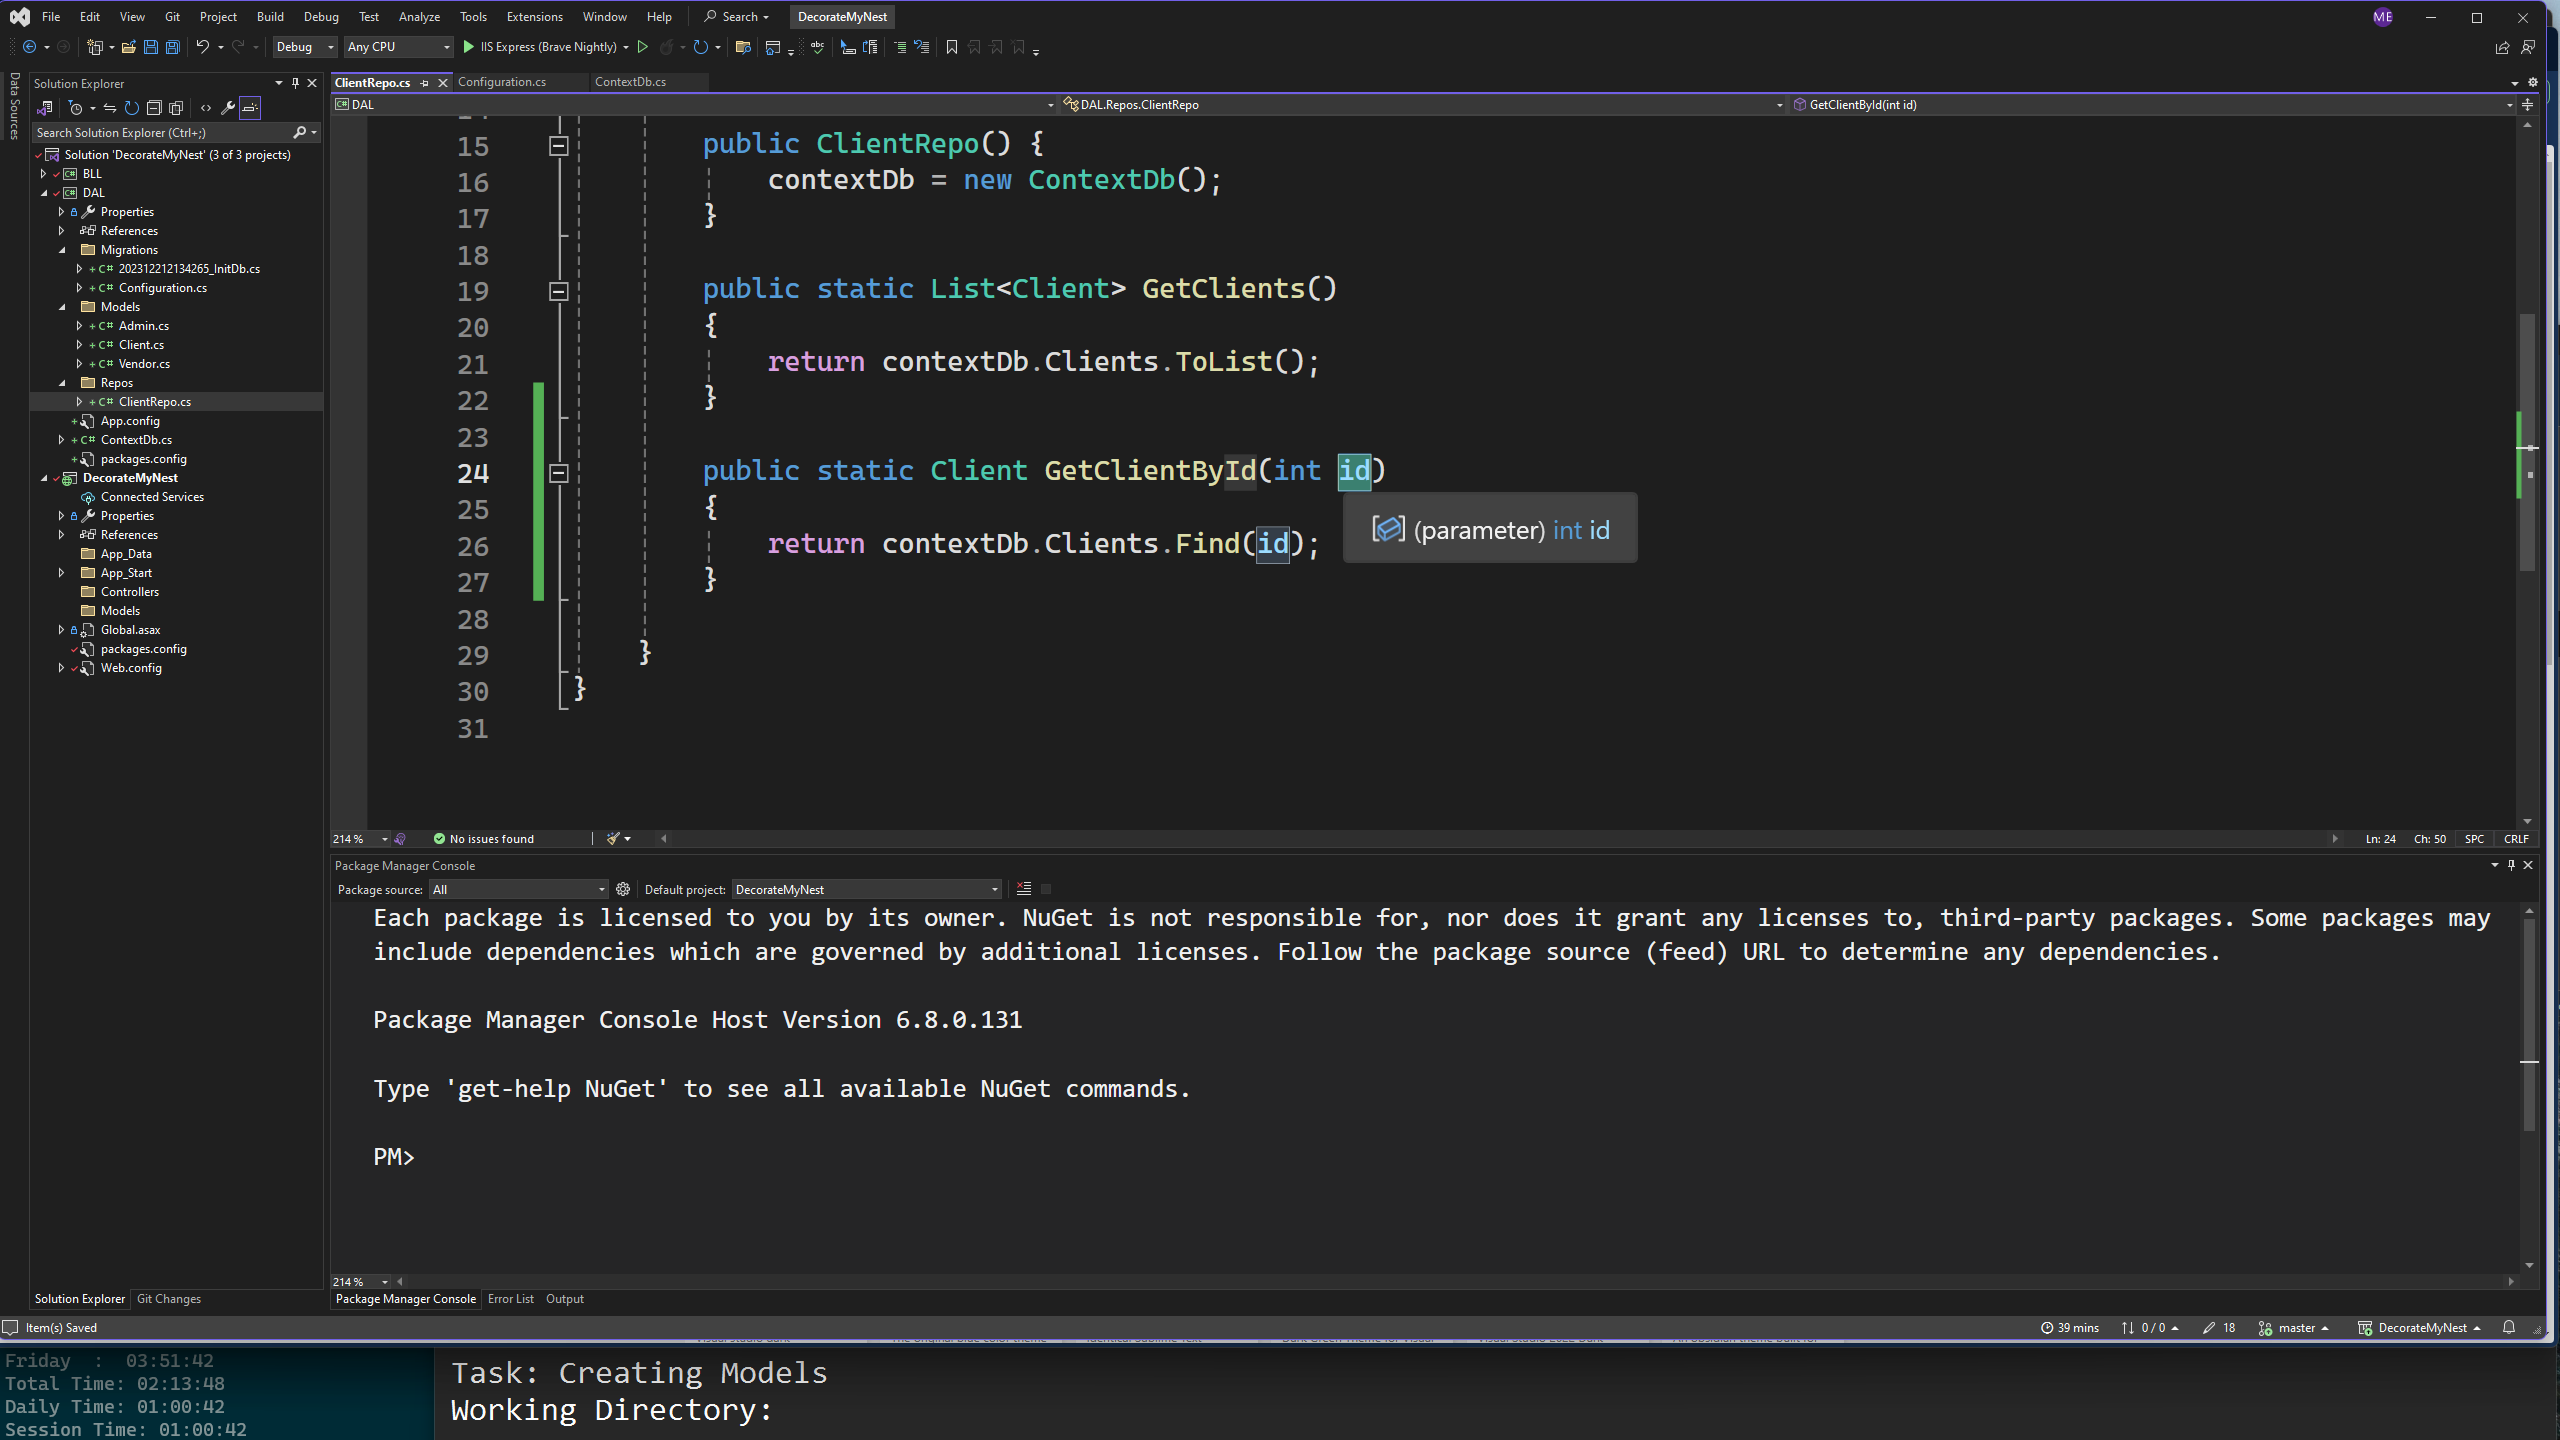 File Edit View Git Project Build Debug Test Analyze Tools Extensions Window Help Search DecorateMyNest ME
Debug Any CPU IIS Express (Brave Nightly)
Data Sources
Solution Explorer
Search Solution Explorer (Ctrl+;)
Solution 'DecorateMyNest' (3 of 3 projects)
BLL
DAL
Properties
References
Migrations
202312212134265_InitDb.cs
Configuration.cs
Models
Admin.cs
Client.cs
Vendor.cs
Repos
ClientRepo.cs
App.config
ContextDb.cs
packages.config
DecorateMyNest
Connected Services
Properties
References
App_Data
App_Start
Controllers
Models
Global.asax
packages.config
Web.config
Solution Explorer Git Changes
ClientRepo.cs Configuration.cs ContextDb.cs
DAL DAL.Repos.ClientRepo GetClientById(int id)
15 public ClientRepo() {
16 contextDb = new ContextDb();
17 }
18
19 public static List<Client> GetClients()
20 {
21 return contextDb.Clients.ToList();
22 }
23
24 public static Client GetClientById(int id)
25 {
(parameter) int id
26 return contextDb.Clients.Find(id);
27 }
28
29 }
30 }
31
214 % No issues found Ln: 24 Ch: 50 SPC CRLF
Package Manager Console
Package source: All Default project: DecorateMyNest
Each package is licensed to you by its owner. NuGet is not responsible for, nor does it grant any licenses to, third-party packages. Some packages may
include dependencies which are governed by additional licenses. Follow the package source (feed) URL to determine any dependencies.
Package Manager Console Host Version 6.8.0.131
Type 'get-help NuGet' to see all available NuGet commands.
PM>
214 %
Package Manager Console Error List Output
Item(s) Saved 39 mins 0 / 0 18 master DecorateMyNest
Friday : 03:51:42
Total Time: 02:13:48
Daily Time: 01:00:42
Session Time: 01:00:42
Task: Creating Models
Working Directory: